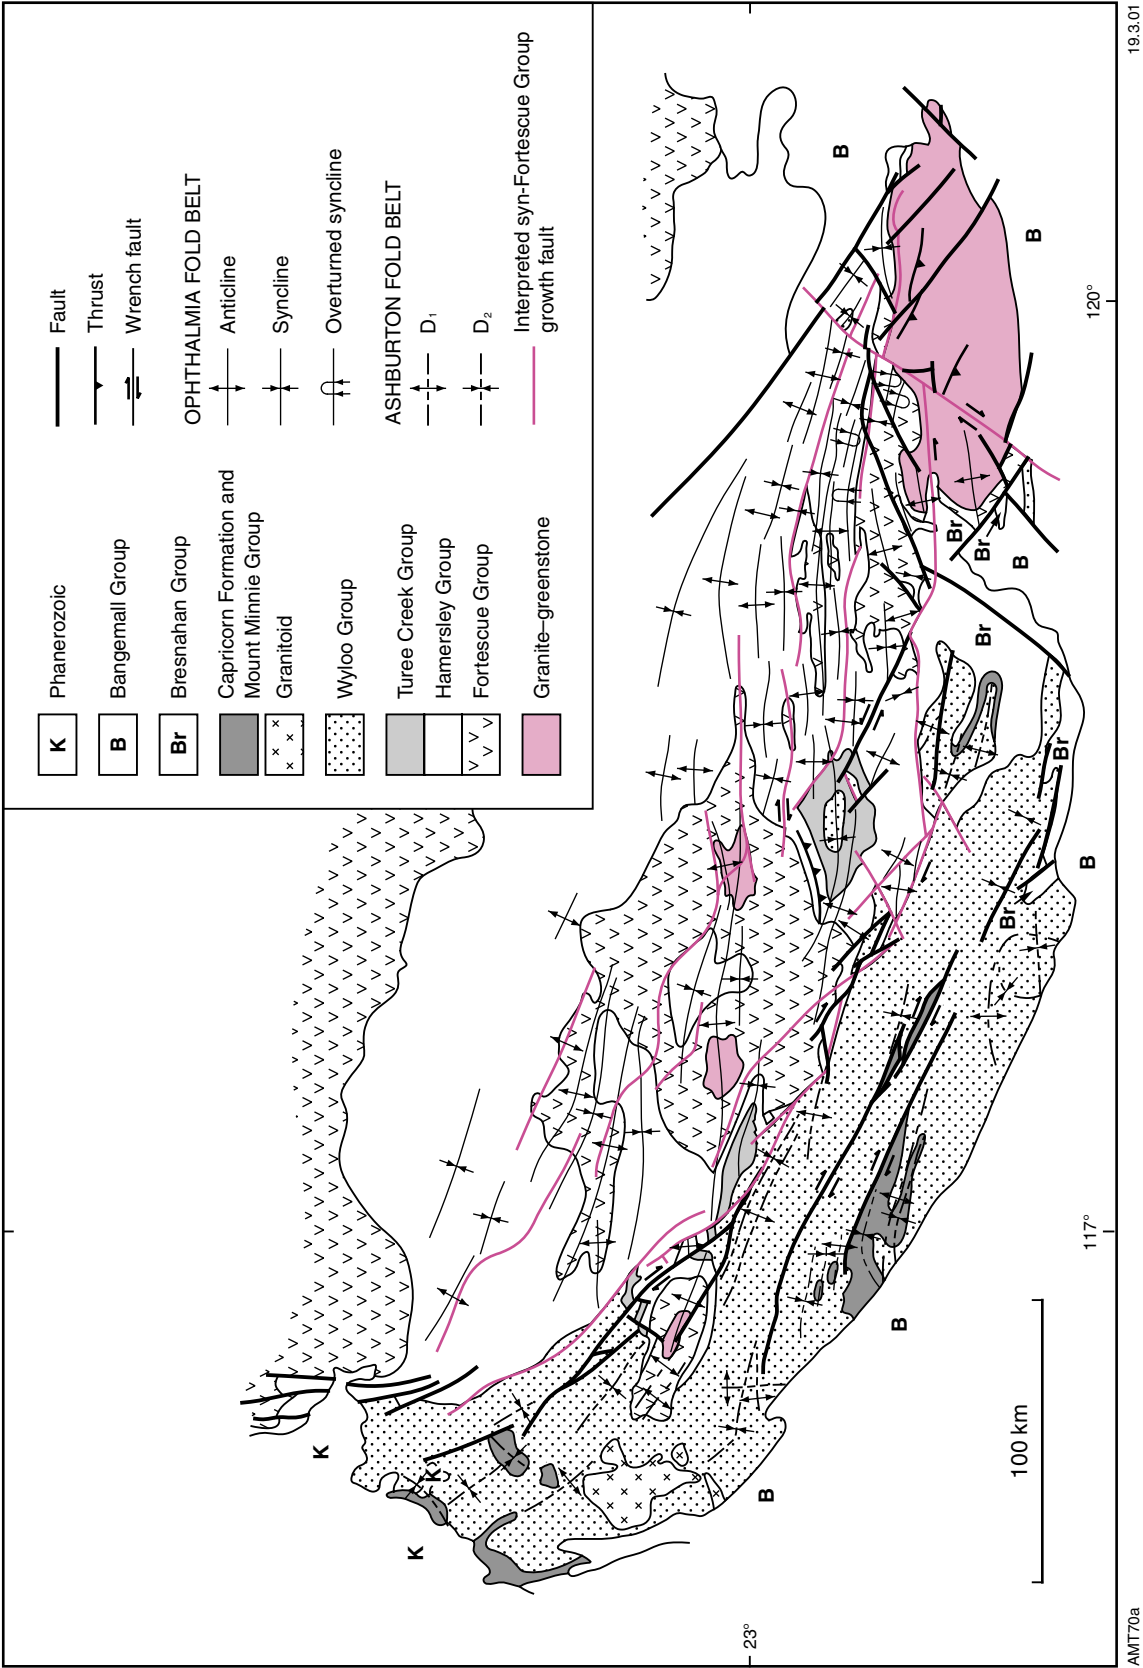 K
Phanerozoic
B
Bangemall Group
Br
Bresnahan Group
Capricorn Formation and
Mount Minnie Group
Granitoid
Wyloo Group
Turee Creek Group
Hamersley Group
Fortescue Group
Granite–greenstone
Fault
Thrust
Wrench fault
OPHTHALMIA FOLD BELT
Anticline
Syncline
Overturned syncline
ASHBURTON FOLD BELT
D₁
D₂
Interpreted syn-Fortescue Group
growth fault
K
K
K
B
B
B
B
B
B
Br
Br
Br
Br
Br
23°
117°
120°
100 km
AMT70a
19.3.01